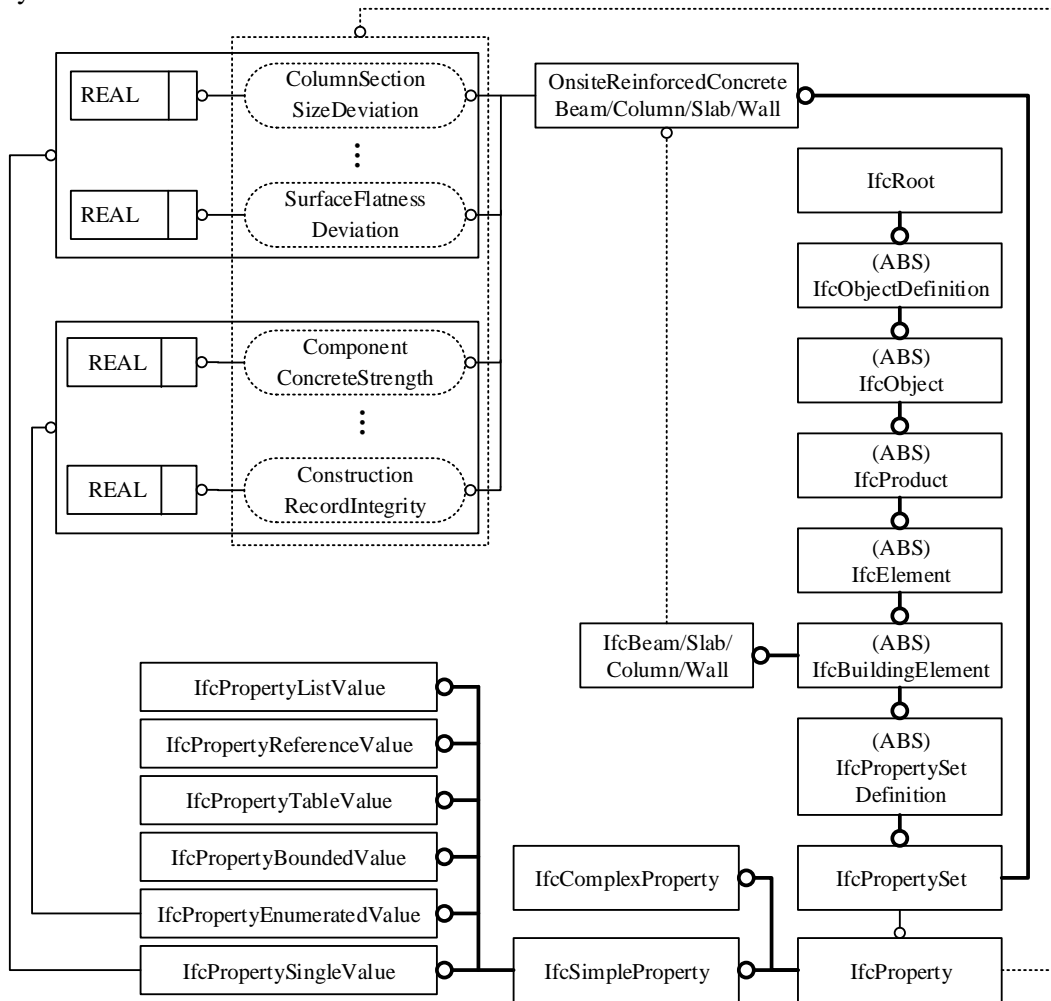 ColumnSection
SizeDeviation
REAL
SurfaceFlatness
Deviation
REAL
Component
ConcreteStrength
REAL
Construction
RecordIntegrity
REAL
OnsiteReinforcedConcrete
Beam/Column/Slab/Wall
IfcRoot
(ABS)
IfcObjectDefinition
(ABS)
IfcObject
(ABS)
IfcProduct
(ABS)
IfcElement
(ABS)
IfcBuildingElement
IfcBeam/Slab/
Column/Wall
(ABS)
IfcPropertySet
Definition
IfcPropertySet
IfcProperty
IfcComplexProperty
IfcSimpleProperty
IfcPropertyListValue
IfcPropertyReferenceValue
IfcPropertyTableValue
IfcPropertyBoundedValue
IfcPropertyEnumeratedValue
IfcPropertySingleValue